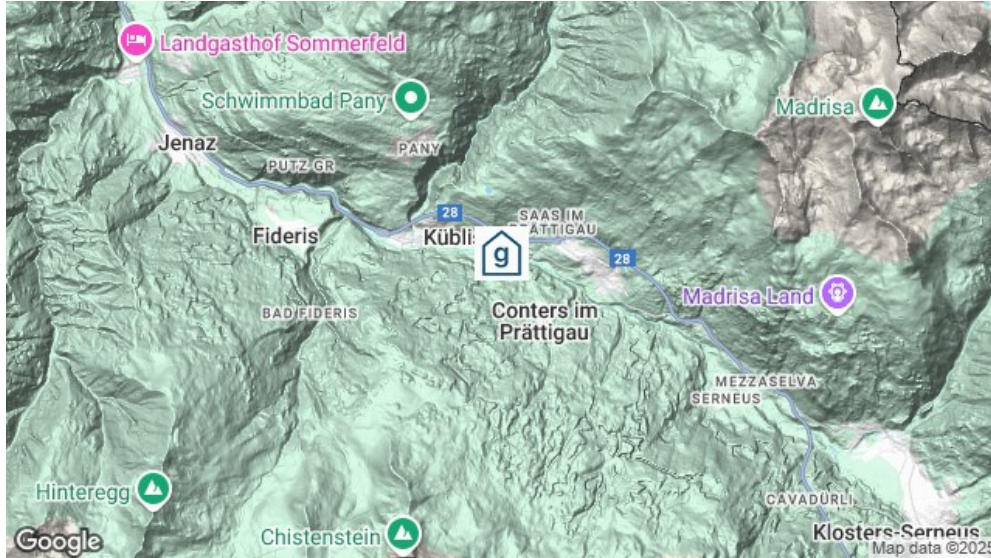 Landgasthof Sommerfeld
Schwimmbad Pany
Madrisa
Jenaz
PANY
PUTZ GR
28
SAAS IM
PRÄTTIGAU
Fideris
Küblis
g
28
Madrisa Land
BAD FIDERIS
Conters im
Prättigau
MEZZASELVA
SERNEUS
Hinteregg
CAVADÜRLI
Chistenstein
Klosters-Serneus
Google
Map data ©2025